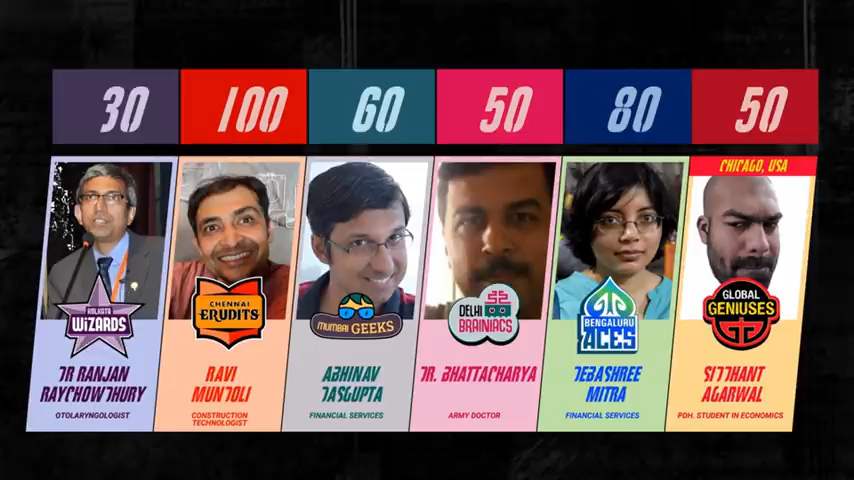 30
100
60
50
80
50
CHICAGO, USA
KOLKATA
WIZARDS
DR RANJAN
RAYCHOWDHURY
OTOLARYNGOLOGIST
CHENNAI
ERUDITS
RAVI
MUNDOLI
CONSTRUCTION
TECHNOLOGIST
MUMBAI GEEKS
ABHINAV
DASGUPTA
FINANCIAL SERVICES
DELHI
BRAINIACS
DR. BHATTACHARYA
ARMY DOCTOR
BENGALURU
ACES
DEBASHREE
MITRA
FINANCIAL SERVICES
GLOBAL
GENIUSES
SIDDHANT
AGARWAL
PDH. STUDENT IN ECONOMICS